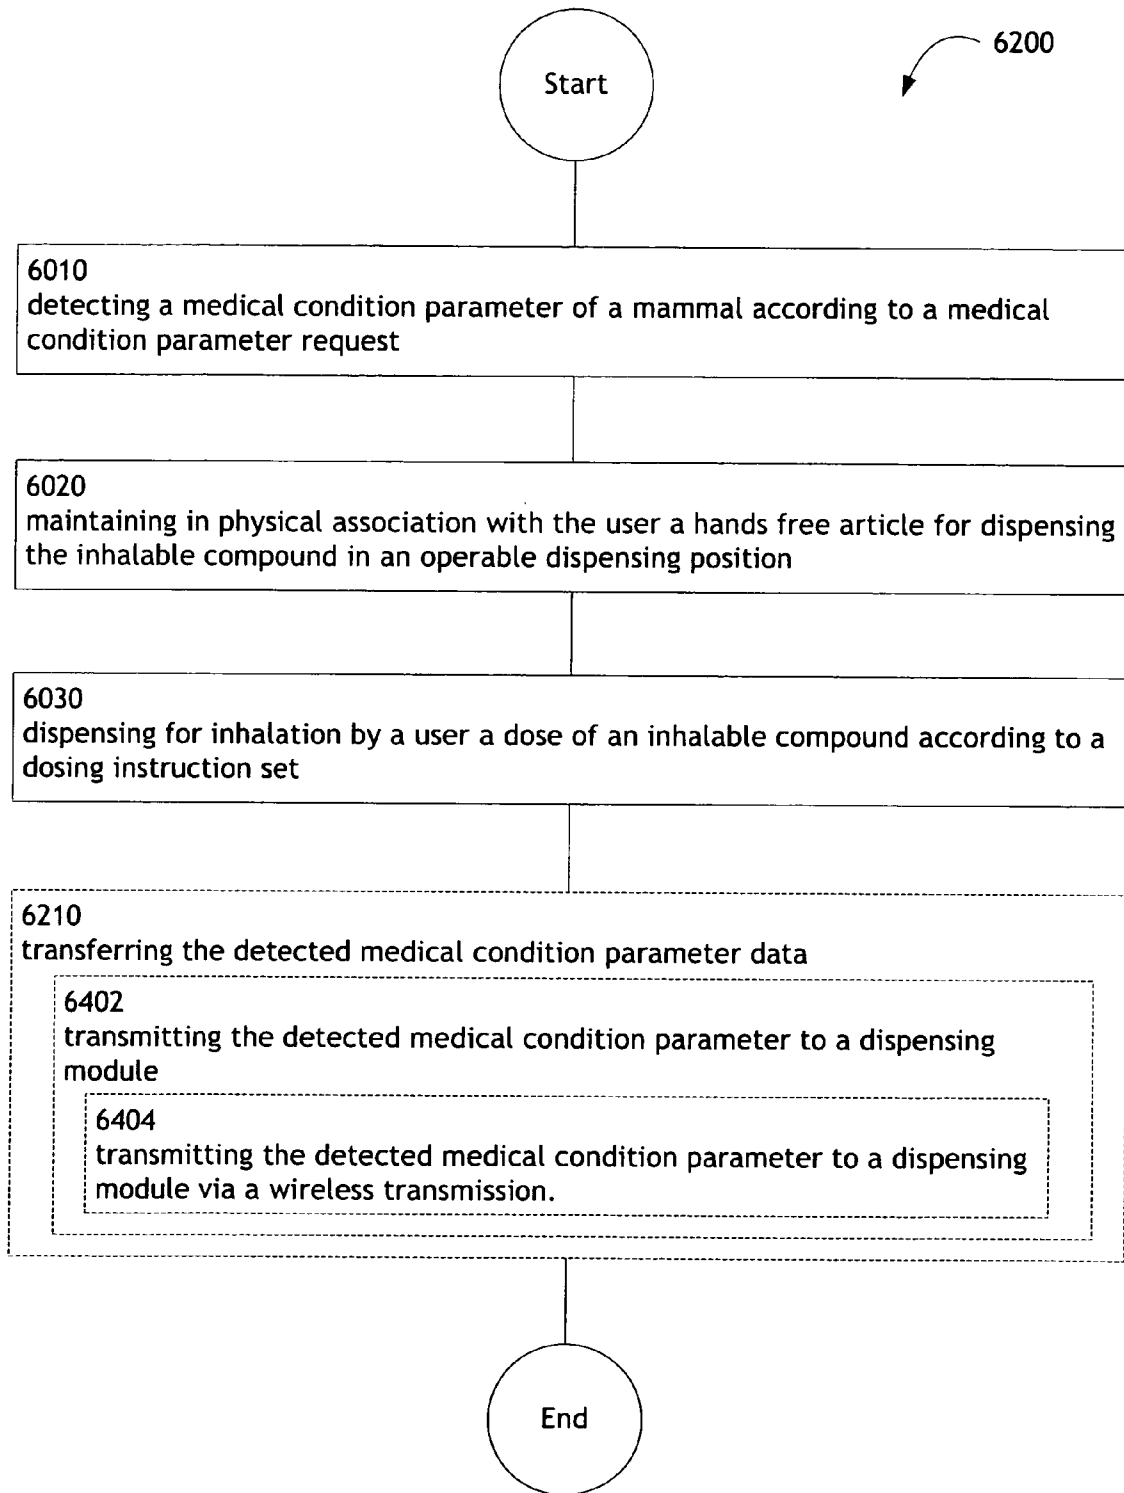 6200
Start
6010
detecting a medical condition parameter of a mammal according to a medical
condition parameter request
6020
maintaining in physical association with the user a hands free article for dispensing
the inhalable compound in an operable dispensing position
6030
dispensing for inhalation by a user a dose of an inhalable compound according to a
dosing instruction set
6210
transferring the detected medical condition parameter data
6402
transmitting the detected medical condition parameter to a dispensing
module
6404
transmitting the detected medical condition parameter to a dispensing
module via a wireless transmission.
End